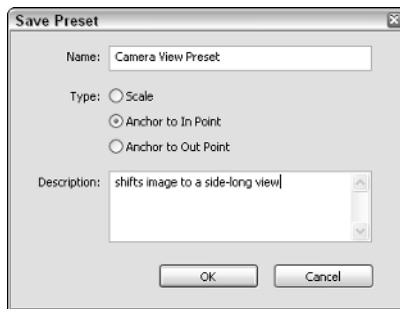 Save Preset
Name: Camera View Preset
Type: Scale
Anchor to In Point
Anchor to Out Point
Description: shifts image to a side-long view
OK Cancel